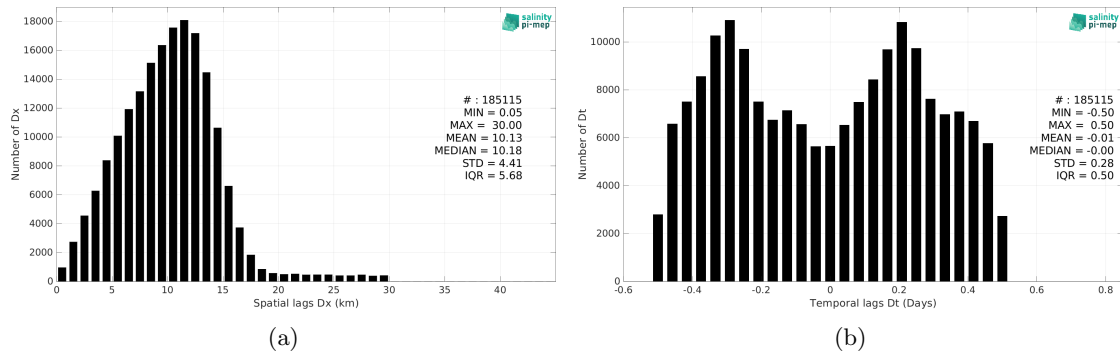 18000
16000
14000
12000
10000
8000
6000
4000
2000
0
Number of Dx
0 5 10 15 20 25 30 35 40
Spatial lags Dx (km)
salinity
pi-mep
# : 185115
MIN = 0.05
MAX = 30.00
MEAN = 10.13
MEDIAN = 10.18
STD = 4.41
IQR = 5.68
(a)
10000
8000
6000
4000
2000
0
Number of Dt
-0.6 -0.4 -0.2 0 0.2 0.4 0.6 0.8
Temporal lags Dt (Days)
salinity
pi-mep
# : 185115
MIN = -0.50
MAX = 0.50
MEAN = -0.01
MEDIAN = -0.00
STD = 0.28
IQR = 0.50
(b)